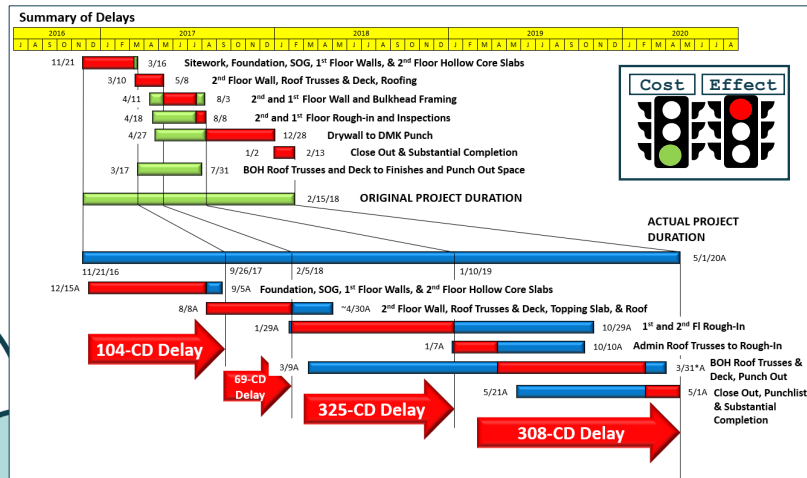 Summary of Delays
2016 2017 2018 2019 2020
J A S O N D J F M A M J J A S O N D J F M A M J J A S O N D J F M A M J J A S O N D J F M A M J
11/21 3/16 Sitework, Foundation, SOG, 1st Floor Walls, & 2nd Floor Hollow Core Slabs
3/10 5/8 2nd Floor Wall, Roof Trusses & Deck, Roofing
4/11 8/3 2nd and 1st Floor Wall and Bulkhead Framing
4/18 8/8 2nd and 1st Floor Rough-in and Inspections
4/27 12/28 Drywall to DMK Punch
1/2 2/13 Close Out & Substantial Completion
3/17 7/31 BOH Roof Trusses and Deck to Finishes and Punch Out Space
2/15/18 ORIGINAL PROJECT DURATION
Cost Effect
ACTUAL PROJECT
DURATION
5/1/20A
11/21/16 9/26/17 2/5/18 1/10/19
12/15A 9/5A Foundation, SOG, 1st Floor Walls, & 2nd Floor Hollow Core Slabs
8/8A ~4/30A 2nd Floor Wall, Roof Trusses & Deck, Topping Slab, & Roof
1/29A 10/29A 1st and 2nd Fl Rough-In
1/7A 10/10A Admin Roof Trusses to Rough-In
3/9A 3/31*A BOH Roof Trusses &
Deck, Punch Out
5/21A 5/1A Close Out, Punchlist
& Substantial
Completion
104-CD Delay
69-CD
Delay
325-CD Delay
308-CD Delay